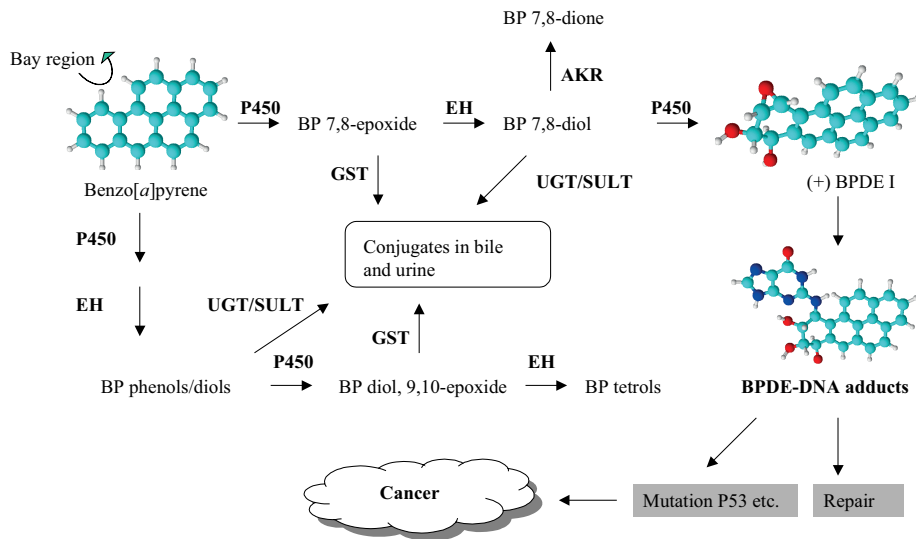 BP 7,8-dione
Bay region
AKR
P450
EH
P450
BP 7,8-epoxide
BP 7,8-diol
GST
UGT/SULT
Benzo[a]pyrene
(+) BPDE I
P450
Conjugates in bile
and urine
EH
UGT/SULT
GST
P450
EH
BP phenols/diols
BP diol, 9,10-epoxide
BP tetrols
BPDE-DNA adducts
Cancer
Mutation P53 etc.
Repair